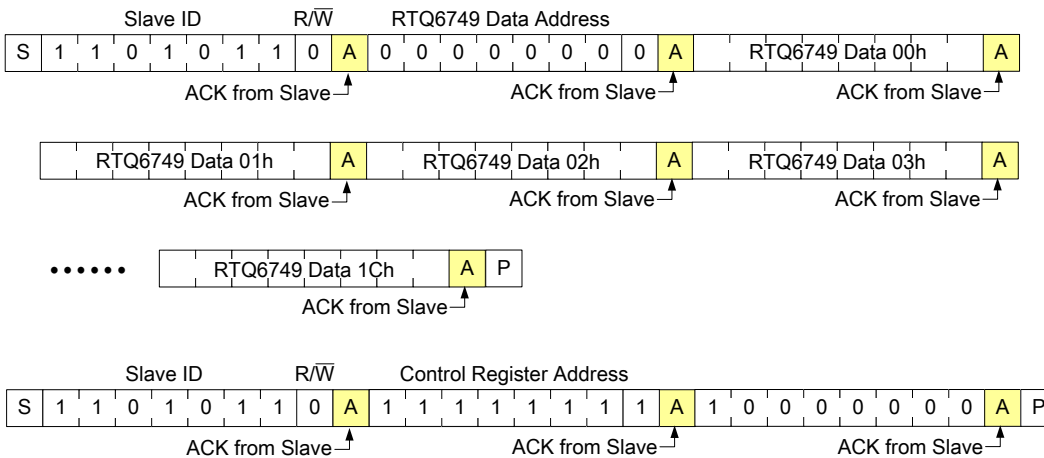 Slave ID R/W̅ RTQ6749 Data Address
S 1 1 0 1 0 1 1 0 A 0 0 0 0 0 0 0 0 A RTQ6749 Data 00h A
ACK from Slave ACK from Slave ACK from Slave
RTQ6749 Data 01h A RTQ6749 Data 02h A RTQ6749 Data 03h A
ACK from Slave ACK from Slave ACK from Slave
•••••• RTQ6749 Data 1Ch A P
ACK from Slave
Slave ID R/W̅ Control Register Address
S 1 1 0 1 0 1 1 0 A 1 1 1 1 1 1 1 1 A 1 0 0 0 0 0 0 0 A P
ACK from Slave ACK from Slave ACK from Slave